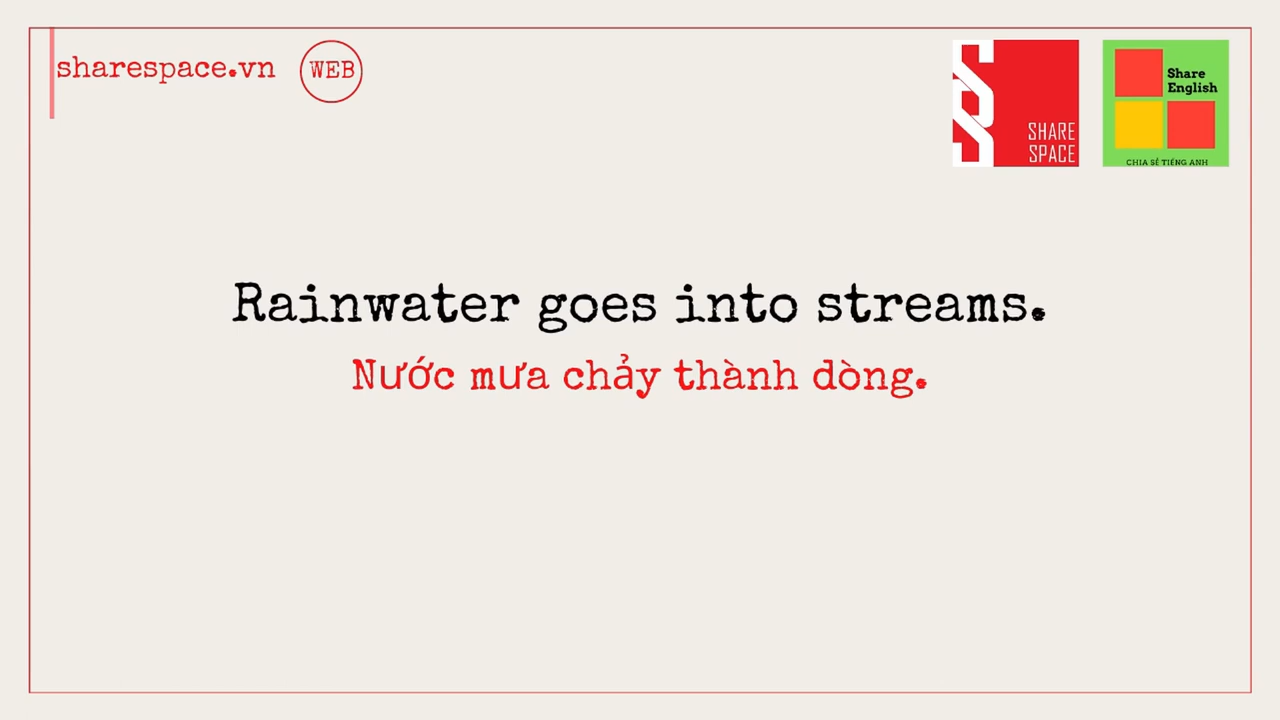 sharespace.vn WEB
SHARE
SPACE
Share
English
CHIA SẺ TIẾNG ANH
Rainwater goes into streams.
Nước mưa chảy thành dòng.